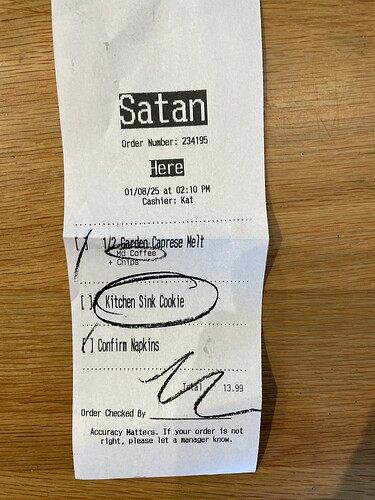 Satan
Order Number: 234195
Here
01/08/25 at 02:10 PM
Cashier: Kat
[ ] 1/2 Garden Caprese Melt
Md Coffee
+ Chips
[ ] Kitchen Sink Cookie
[ ] Confirm Napkins
Total 13.99
Order Checked By
Accuracy Matters. If your order is not
right, please let a manager know.